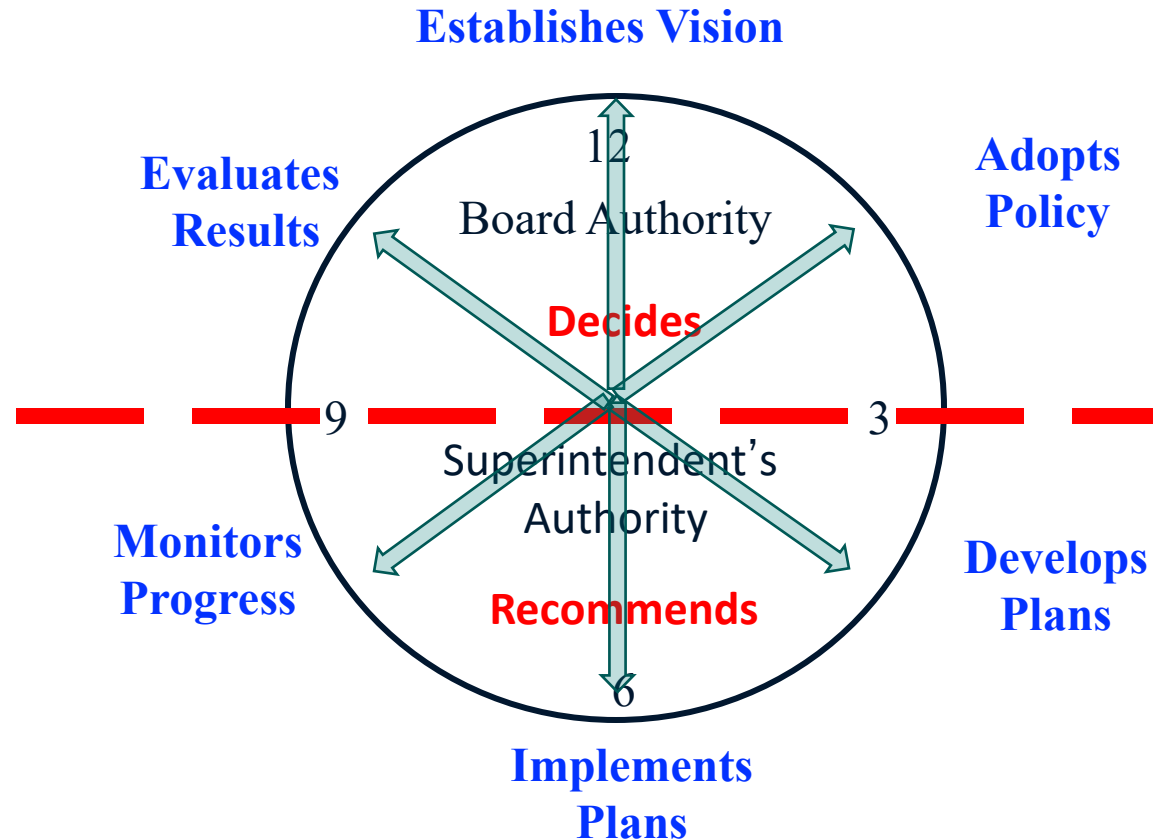 Establishes Vision
12
Evaluates
Results
Adopts
Policy
Board Authority
Decides
9
3
Superintendent’s
Authority
Monitors
Progress
Develops
Plans
Recommends
6
Implements
Plans